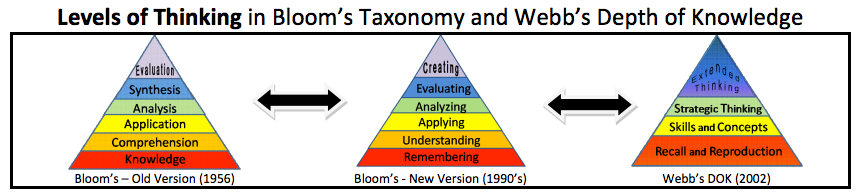 Levels of Thinking in Bloom's Taxonomy and Webb's Depth of Knowledge
Evaluation
Synthesis
Analysis
Application
Comprehension
Knowledge
Bloom's – Old Version (1956)
Creating
Evaluating
Analyzing
Applying
Understanding
Remembering
Bloom's - New Version (1990's)
Extended
Thinking
Strategic Thinking
Skills and Concepts
Recall and Reproduction
Webb's DOK (2002)